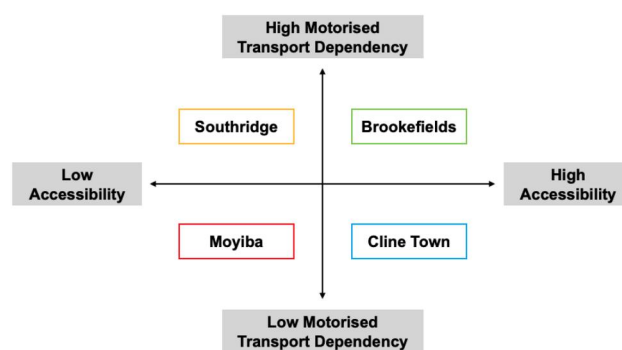 High Motorised
Transport Dependency
Southridge
Brookefields
Low
Accessibility
High
Accessibility
Moyiba
Cline Town
Low Motorised
Transport Dependency